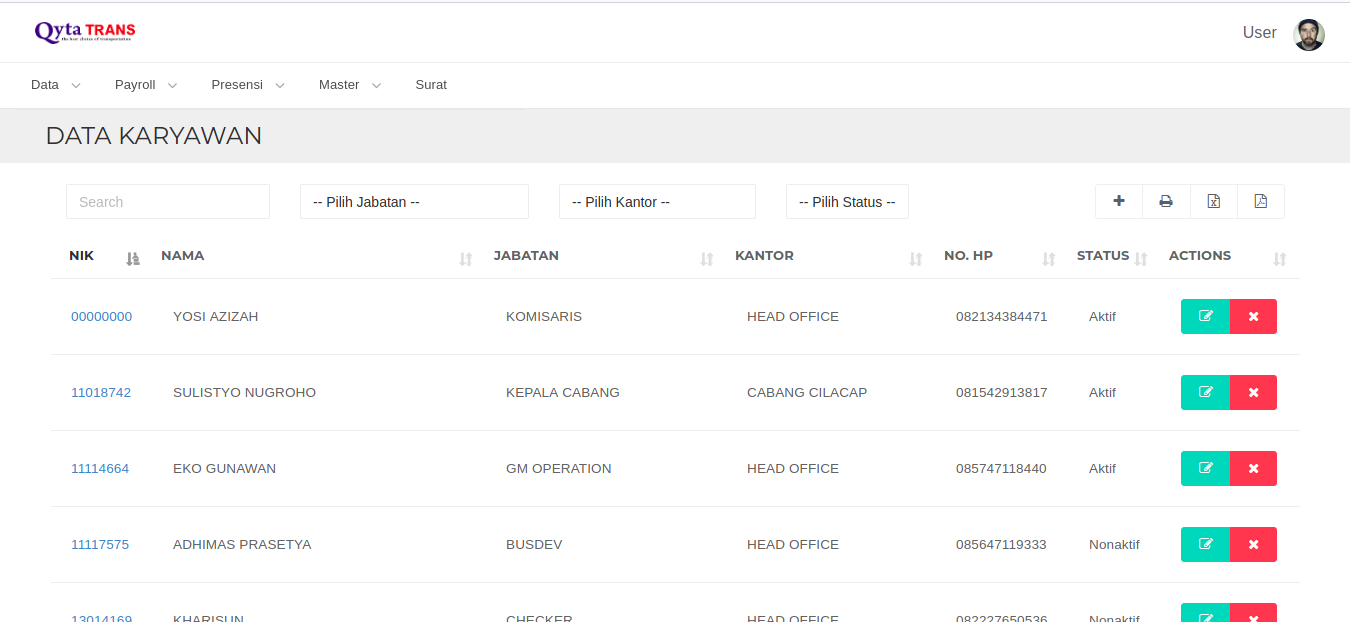 Qyta TRANS
the best choice of transportation
User
Data Payroll Presensi Master Surat
DATA KARYAWAN
Search -- Pilih Jabatan -- -- Pilih Kantor -- -- Pilih Status --
NIK NAMA JABATAN KANTOR NO. HP STATUS ACTIONS
00000000 YOSI AZIZAH KOMISARIS HEAD OFFICE 082134384471 Aktif
11018742 SULISTYO NUGROHO KEPALA CABANG CABANG CILACAP 081542913817 Aktif
11114664 EKO GUNAWAN GM OPERATION HEAD OFFICE 085747118440 Aktif
11117575 ADHIMAS PRASETYA BUSDEV HEAD OFFICE 085647119333 Nonaktif
13014169 KHARISUN CHECKER HEAD OFFICE 082227650536 Nonaktif